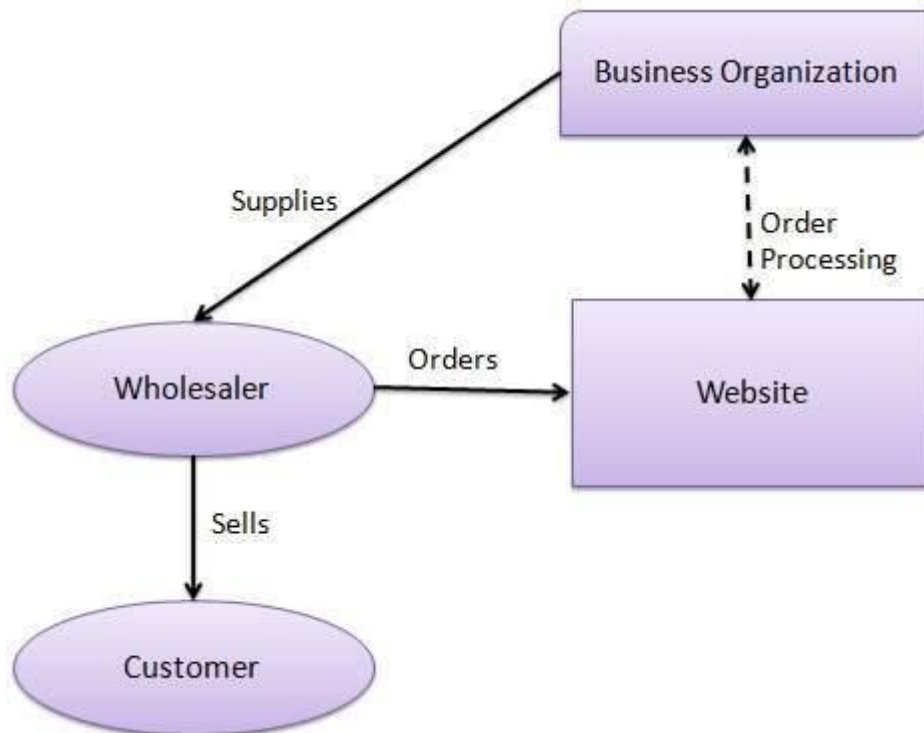 Business Organization
Supplies
Order
Processing
Orders
Wholesaler
Website
Sells
Customer